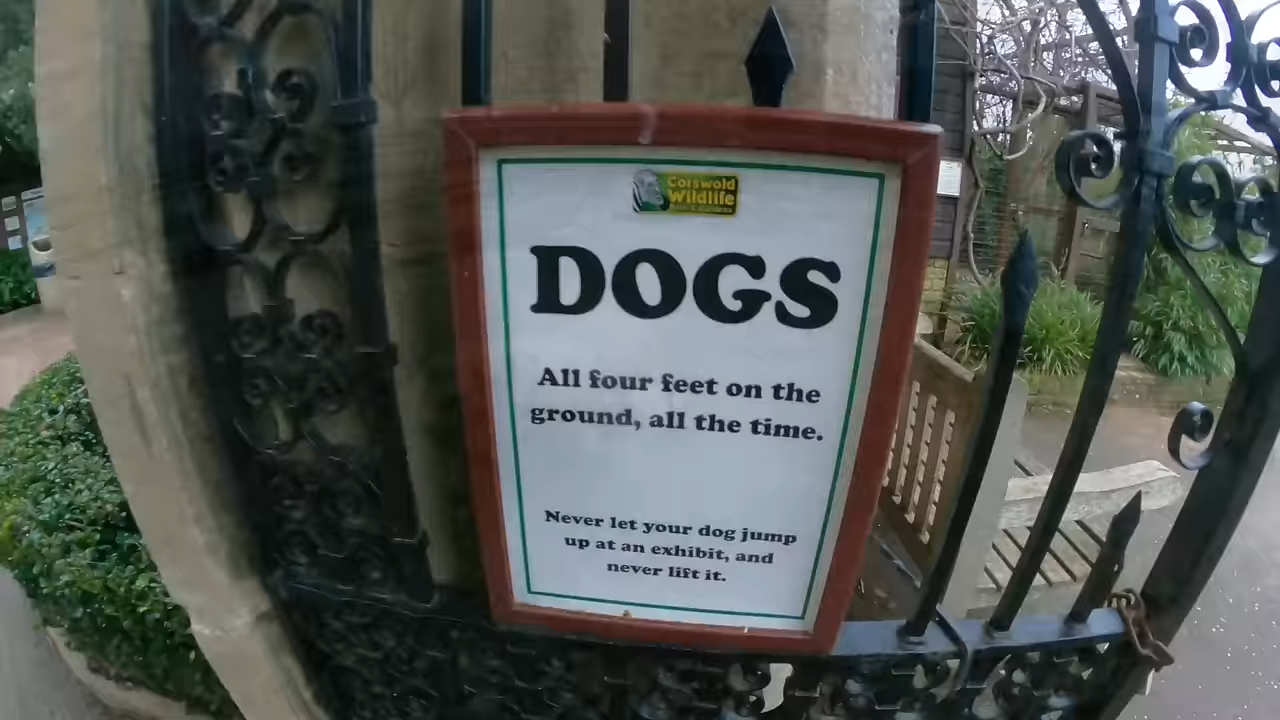 Cotswold
Wildlife
DOGS
All four feet on the
ground, all the time.
Never let your dog jump
up at an exhibit, and
never lift it.